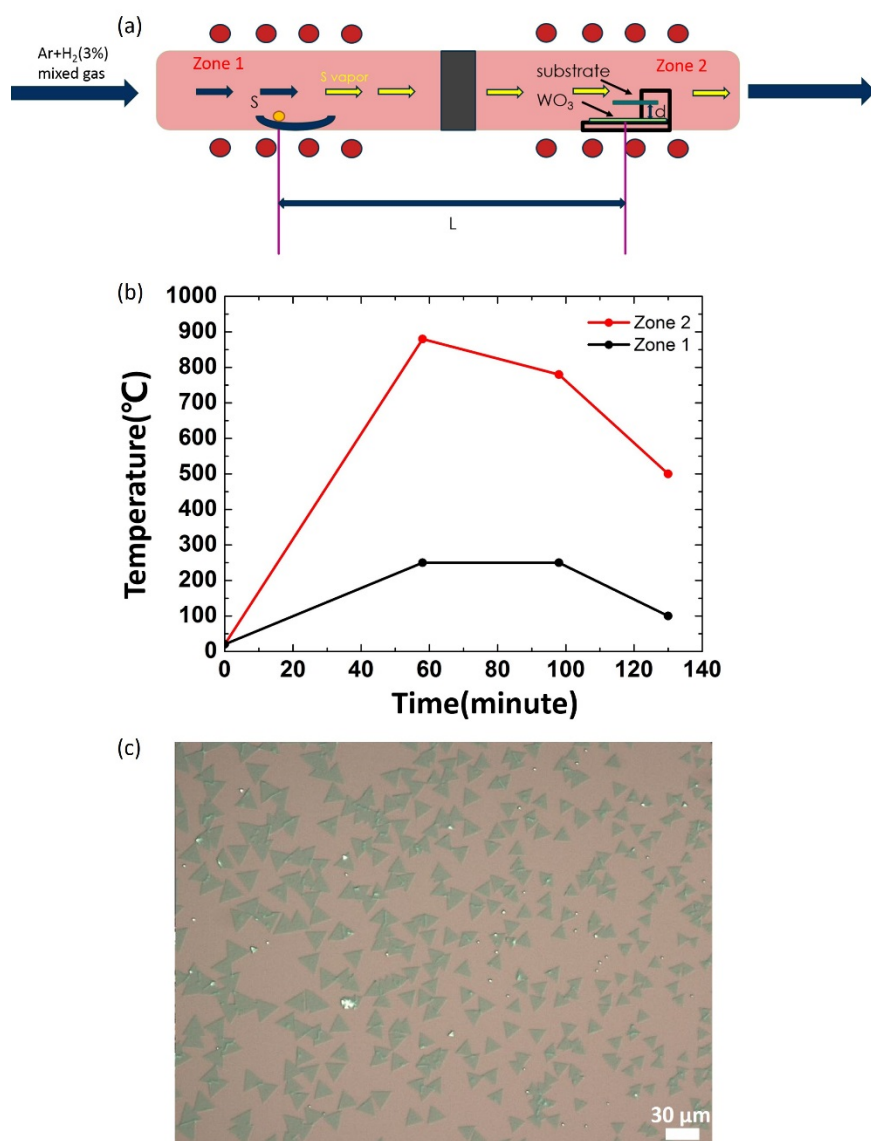 (a)
Ar+H₂(3%)
mixed gas
Zone 1
S vapor
S
substrate
WO₃
Zone 2
d
L
(b)
Temperature(℃)
1000
900
800
700
600
500
400
300
200
100
0
Zone 2
Zone 1
0 20 40 60 80 100 120 140
Time(minute)
(c)
30 μm